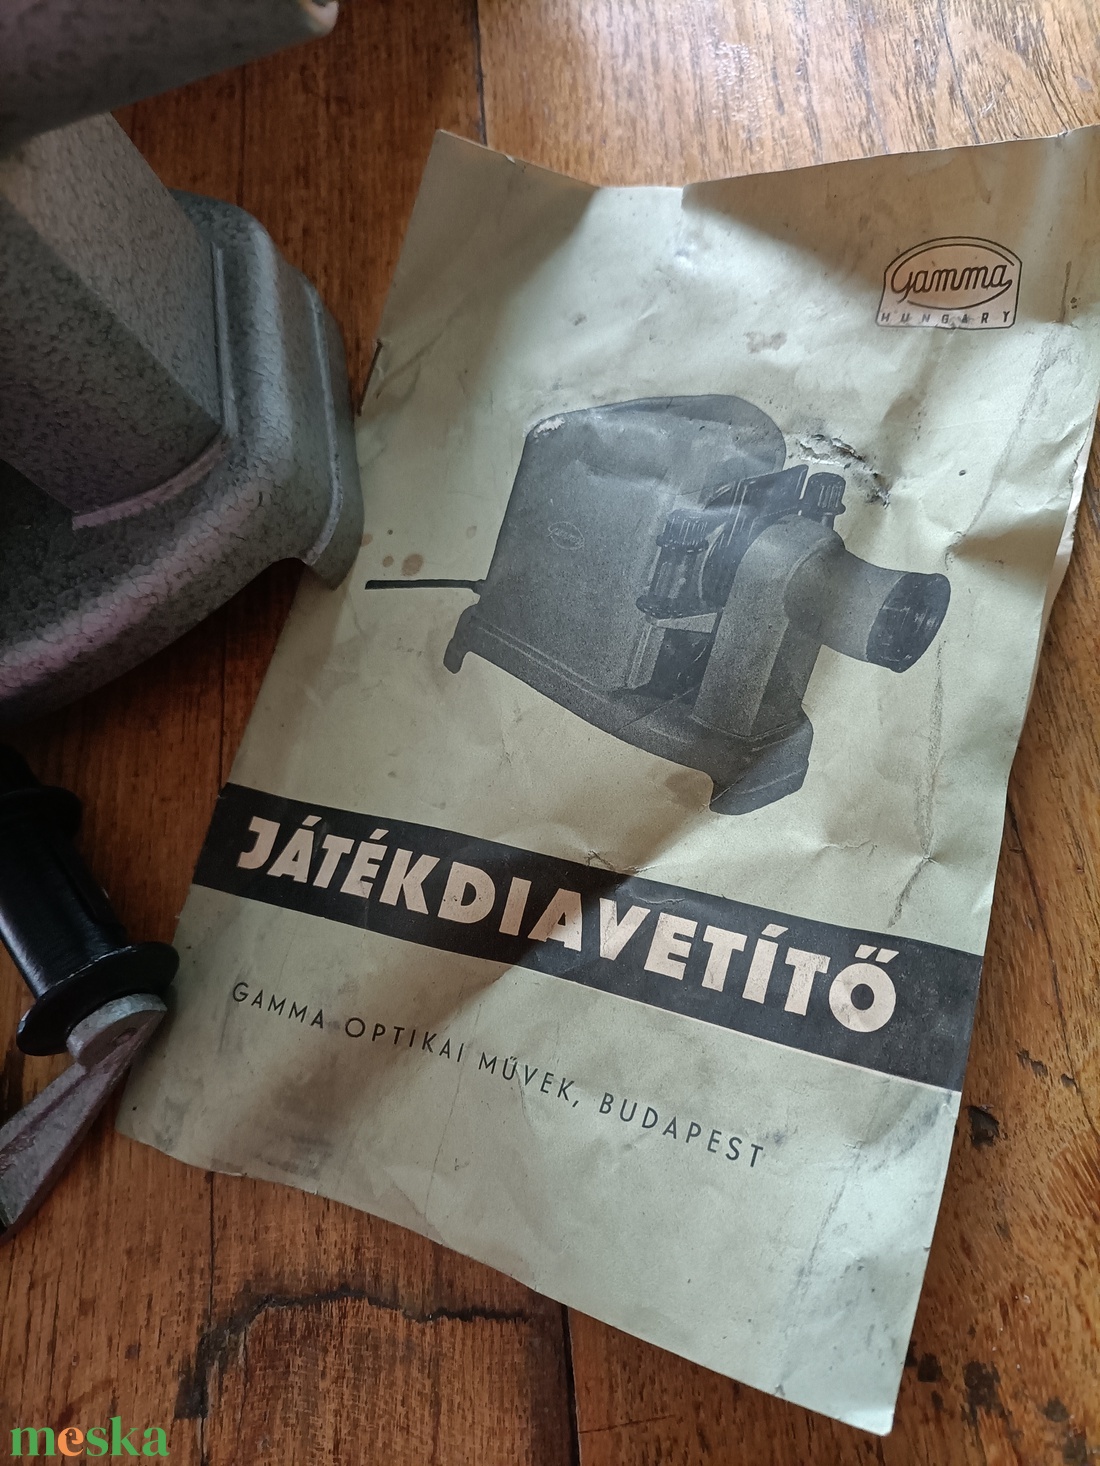 Gamma
HUNGARY
JÁTÉKDIAVETÍTŐ
GAMMA OPTIKAI MŰVEK, BUDAPEST
meska